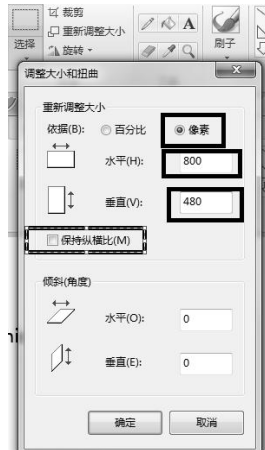 裁剪
重新调整大小
选择
旋转
A
刷子
调整大小和扭曲
重新调整大小
依据(B):
百分比
像素
水平(H):
800
垂直(V):
480
保持纵横比(M)
倾斜(角度)
水平(O):
0
垂直(E):
0
确定
取消